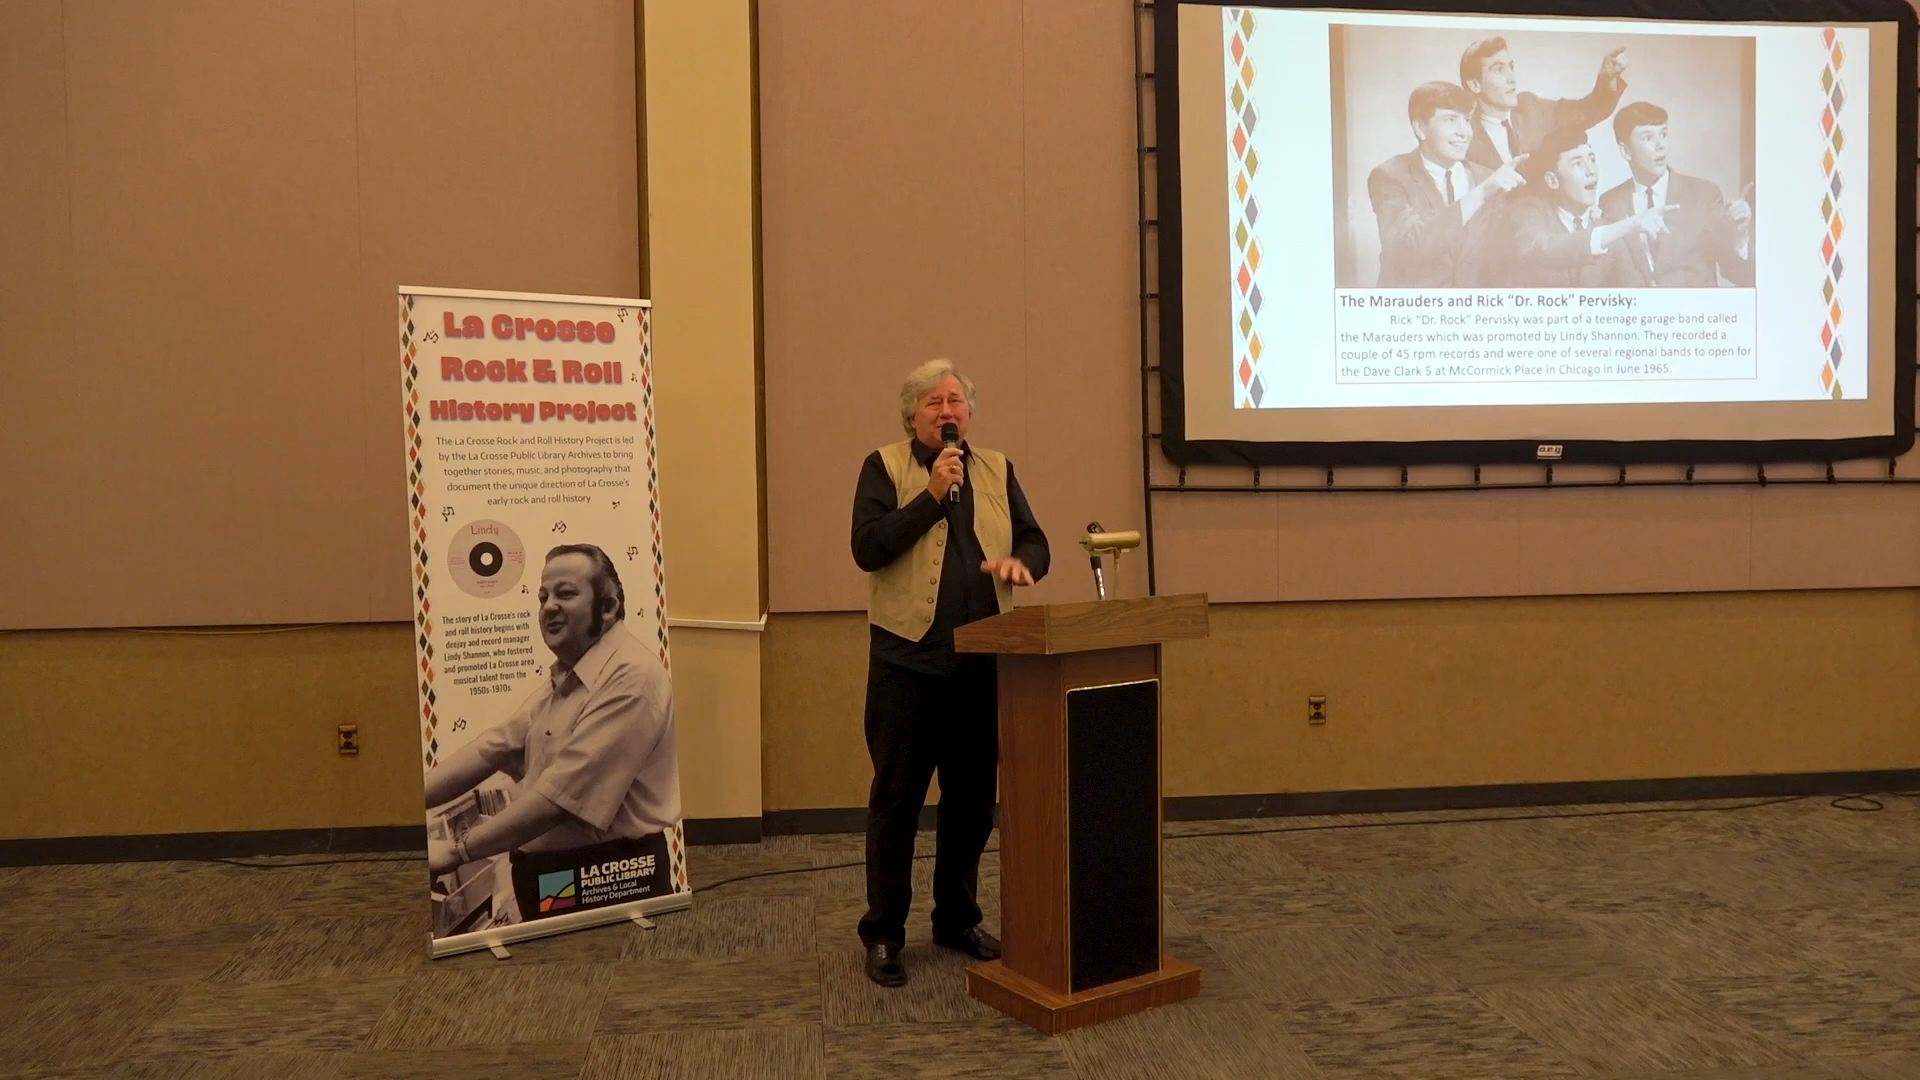 La Crosse
Rock & Roll
History Project
The La Crosse Rock and Roll History Project is led
by the La Crosse Public Library Archives to bring
together stories, music, and photography that
document the unique direction of La Crosse's
early rock and roll history
Lindy
The story of La Crosse's rock
and roll history begins with
deejay and record manager
Lindy Shannon, who fostered
and promoted La Crosse area
musical talent from the
1950s-1970s.
LA CROSSE
PUBLIC LIBRARY
Archives & Local
History Department
The Marauders and Rick "Dr. Rock" Pervisky:
Rick "Dr. Rock" Pervisky was part of a teenage garage band called
the Marauders which was promoted by Lindy Shannon. They recorded a
couple of 45 rpm records and were one of several regional bands to open for
the Dave Clark 5 at McCormick Place in Chicago in June 1965.